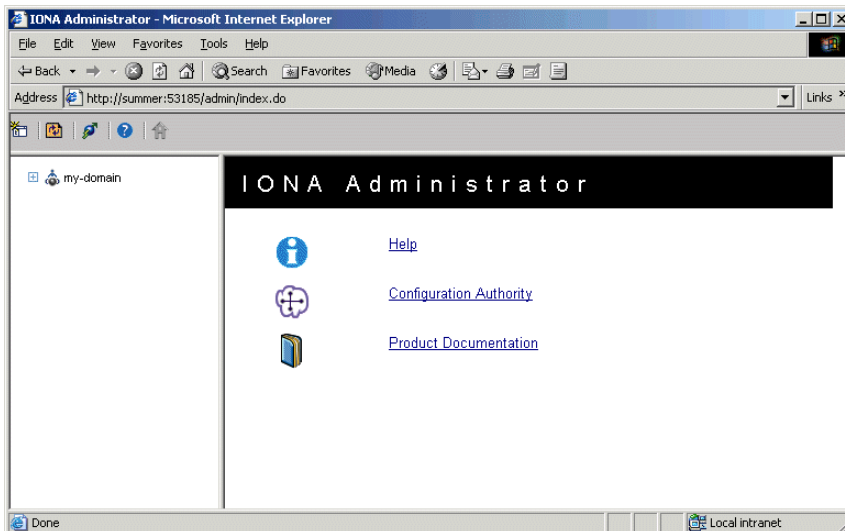 IONA Administrator - Microsoft Internet Explorer
File Edit View Favorites Tools Help
Back Search Favorites Media
Address http://summer:53185/admin/index.do Links »
my-domain
IONA Administrator
Help
Configuration Authority
Product Documentation
Done Local intranet